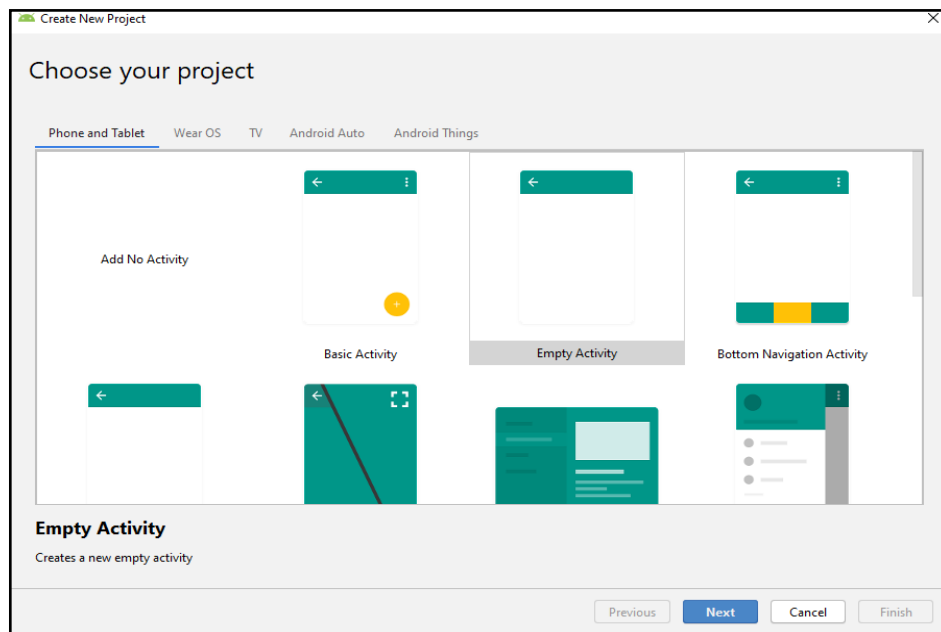 Create New Project
Choose your project
Phone and Tablet Wear OS TV Android Auto Android Things
Add No Activity
Basic Activity Empty Activity Bottom Navigation Activity
Empty Activity
Creates a new empty activity
Previous Next Cancel Finish